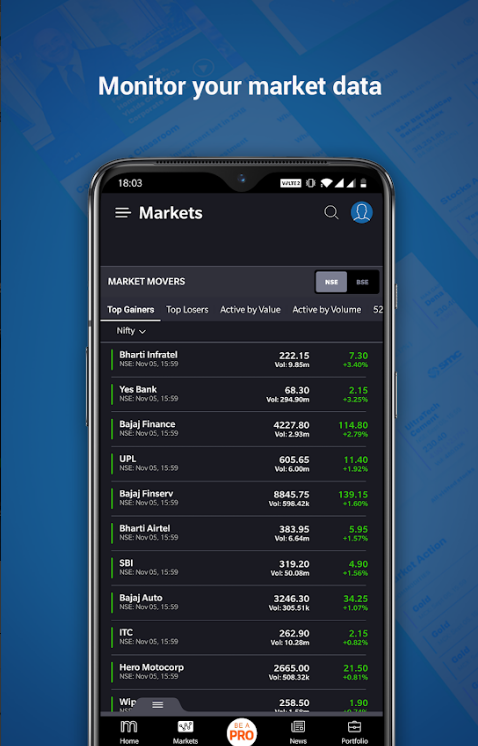 Monitor your market data
18:03
VoLTE2
Markets
MARKET MOVERS
NSE
BSE
Top Gainers
Top Losers
Active by Value
Active by Volume
52
Nifty
Bharti Infratel 222.15 7.30
NSE: Nov 05, 15:59 Vol: 9.85m +3.40%
Yes Bank 68.30 2.15
NSE: Nov 05, 15:59 Vol: 294.90m +3.25%
Bajaj Finance 4227.80 114.80
NSE: Nov 05, 15:59 Vol: 2.93m +2.79%
UPL 605.65 11.40
NSE: Nov 05, 15:59 Vol: 6.00m +1.92%
Bajaj Finserv 8845.75 139.15
NSE: Nov 05, 15:59 Vol: 598.42k +1.60%
Bharti Airtel 383.95 5.95
NSE: Nov 05, 15:59 Vol: 6.64m +1.57%
SBI 319.20 4.90
NSE: Nov 05, 15:59 Vol: 50.08m +1.56%
Bajaj Auto 3246.30 34.25
NSE: Nov 05, 15:59 Vol: 305.51k +1.07%
ITC 262.90 2.15
NSE: Nov 05, 15:59 Vol: 10.28m +0.82%
Hero Motocorp 2665.00 21.50
NSE: Nov 05, 15:59 Vol: 508.32k +0.81%
Wip 258.50 1.90
Home
Markets
BE A
PRO
News
Portfolio